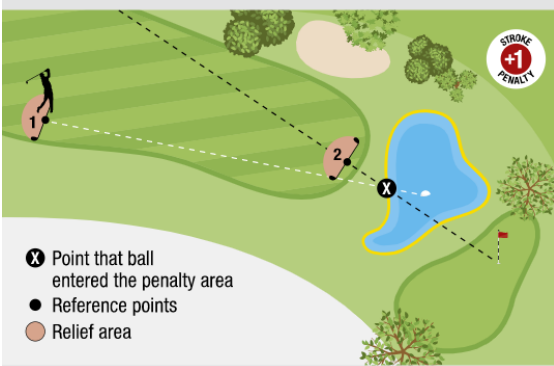 STROKE
+1
PENALTY
1
2
X
X Point that ball
entered the penalty area
Reference points
Relief area